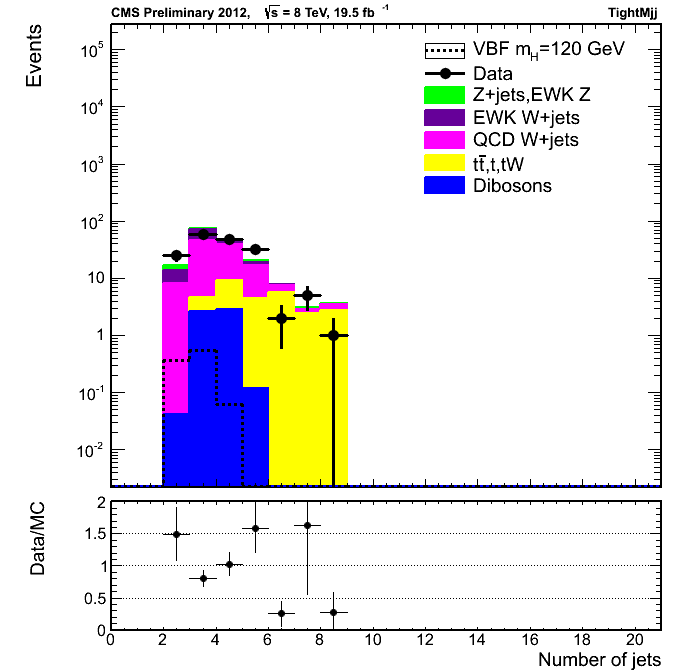 CMS Preliminary 2012, √s = 8 TeV, 19.5 fb⁻¹ TightMjj
Events
10⁵
10⁴
10³
10²
10
1
10⁻¹
10⁻²
VBF m_H=120 GeV
Data
Z+jets,EWK Z
EWK W+jets
QCD W+jets
tt̅,t,tW
Dibosons
Data/MC
2
1.5
1
0.5
0
0 2 4 6 8 10 12 14 16 18 20
Number of jets